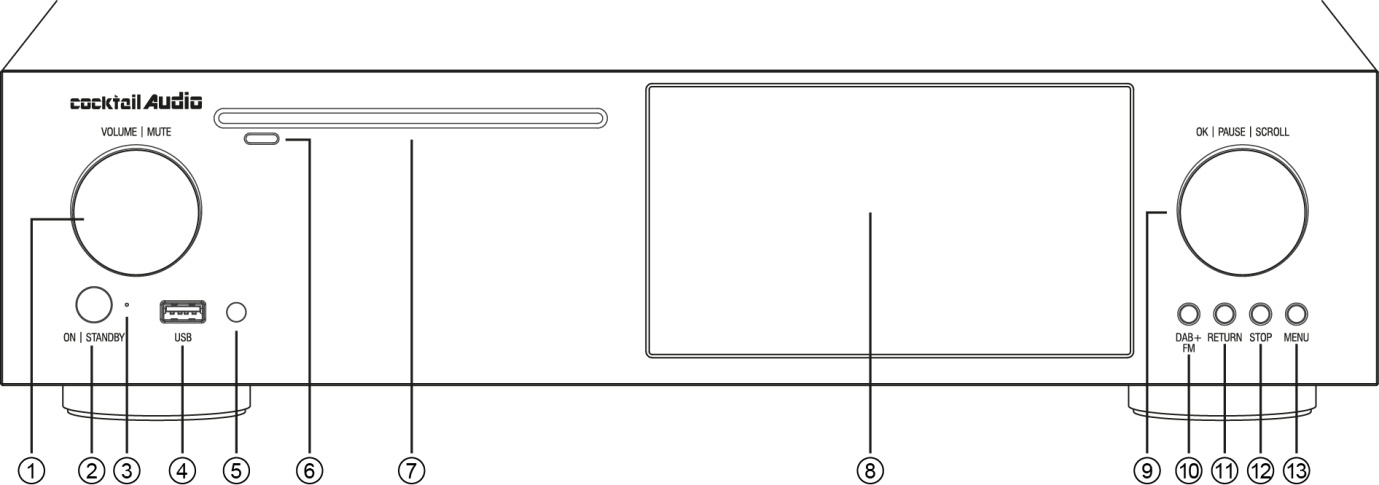 cocktail Audio
VOLUME | MUTE
OK | PAUSE | SCROLL
ON | STANDBY
USB
DAB+ FM
RETURN
STOP
MENU
① ② ③ ④ ⑤ ⑥ ⑦ ⑧ ⑨ ⑩ ⑪ ⑫ ⑬